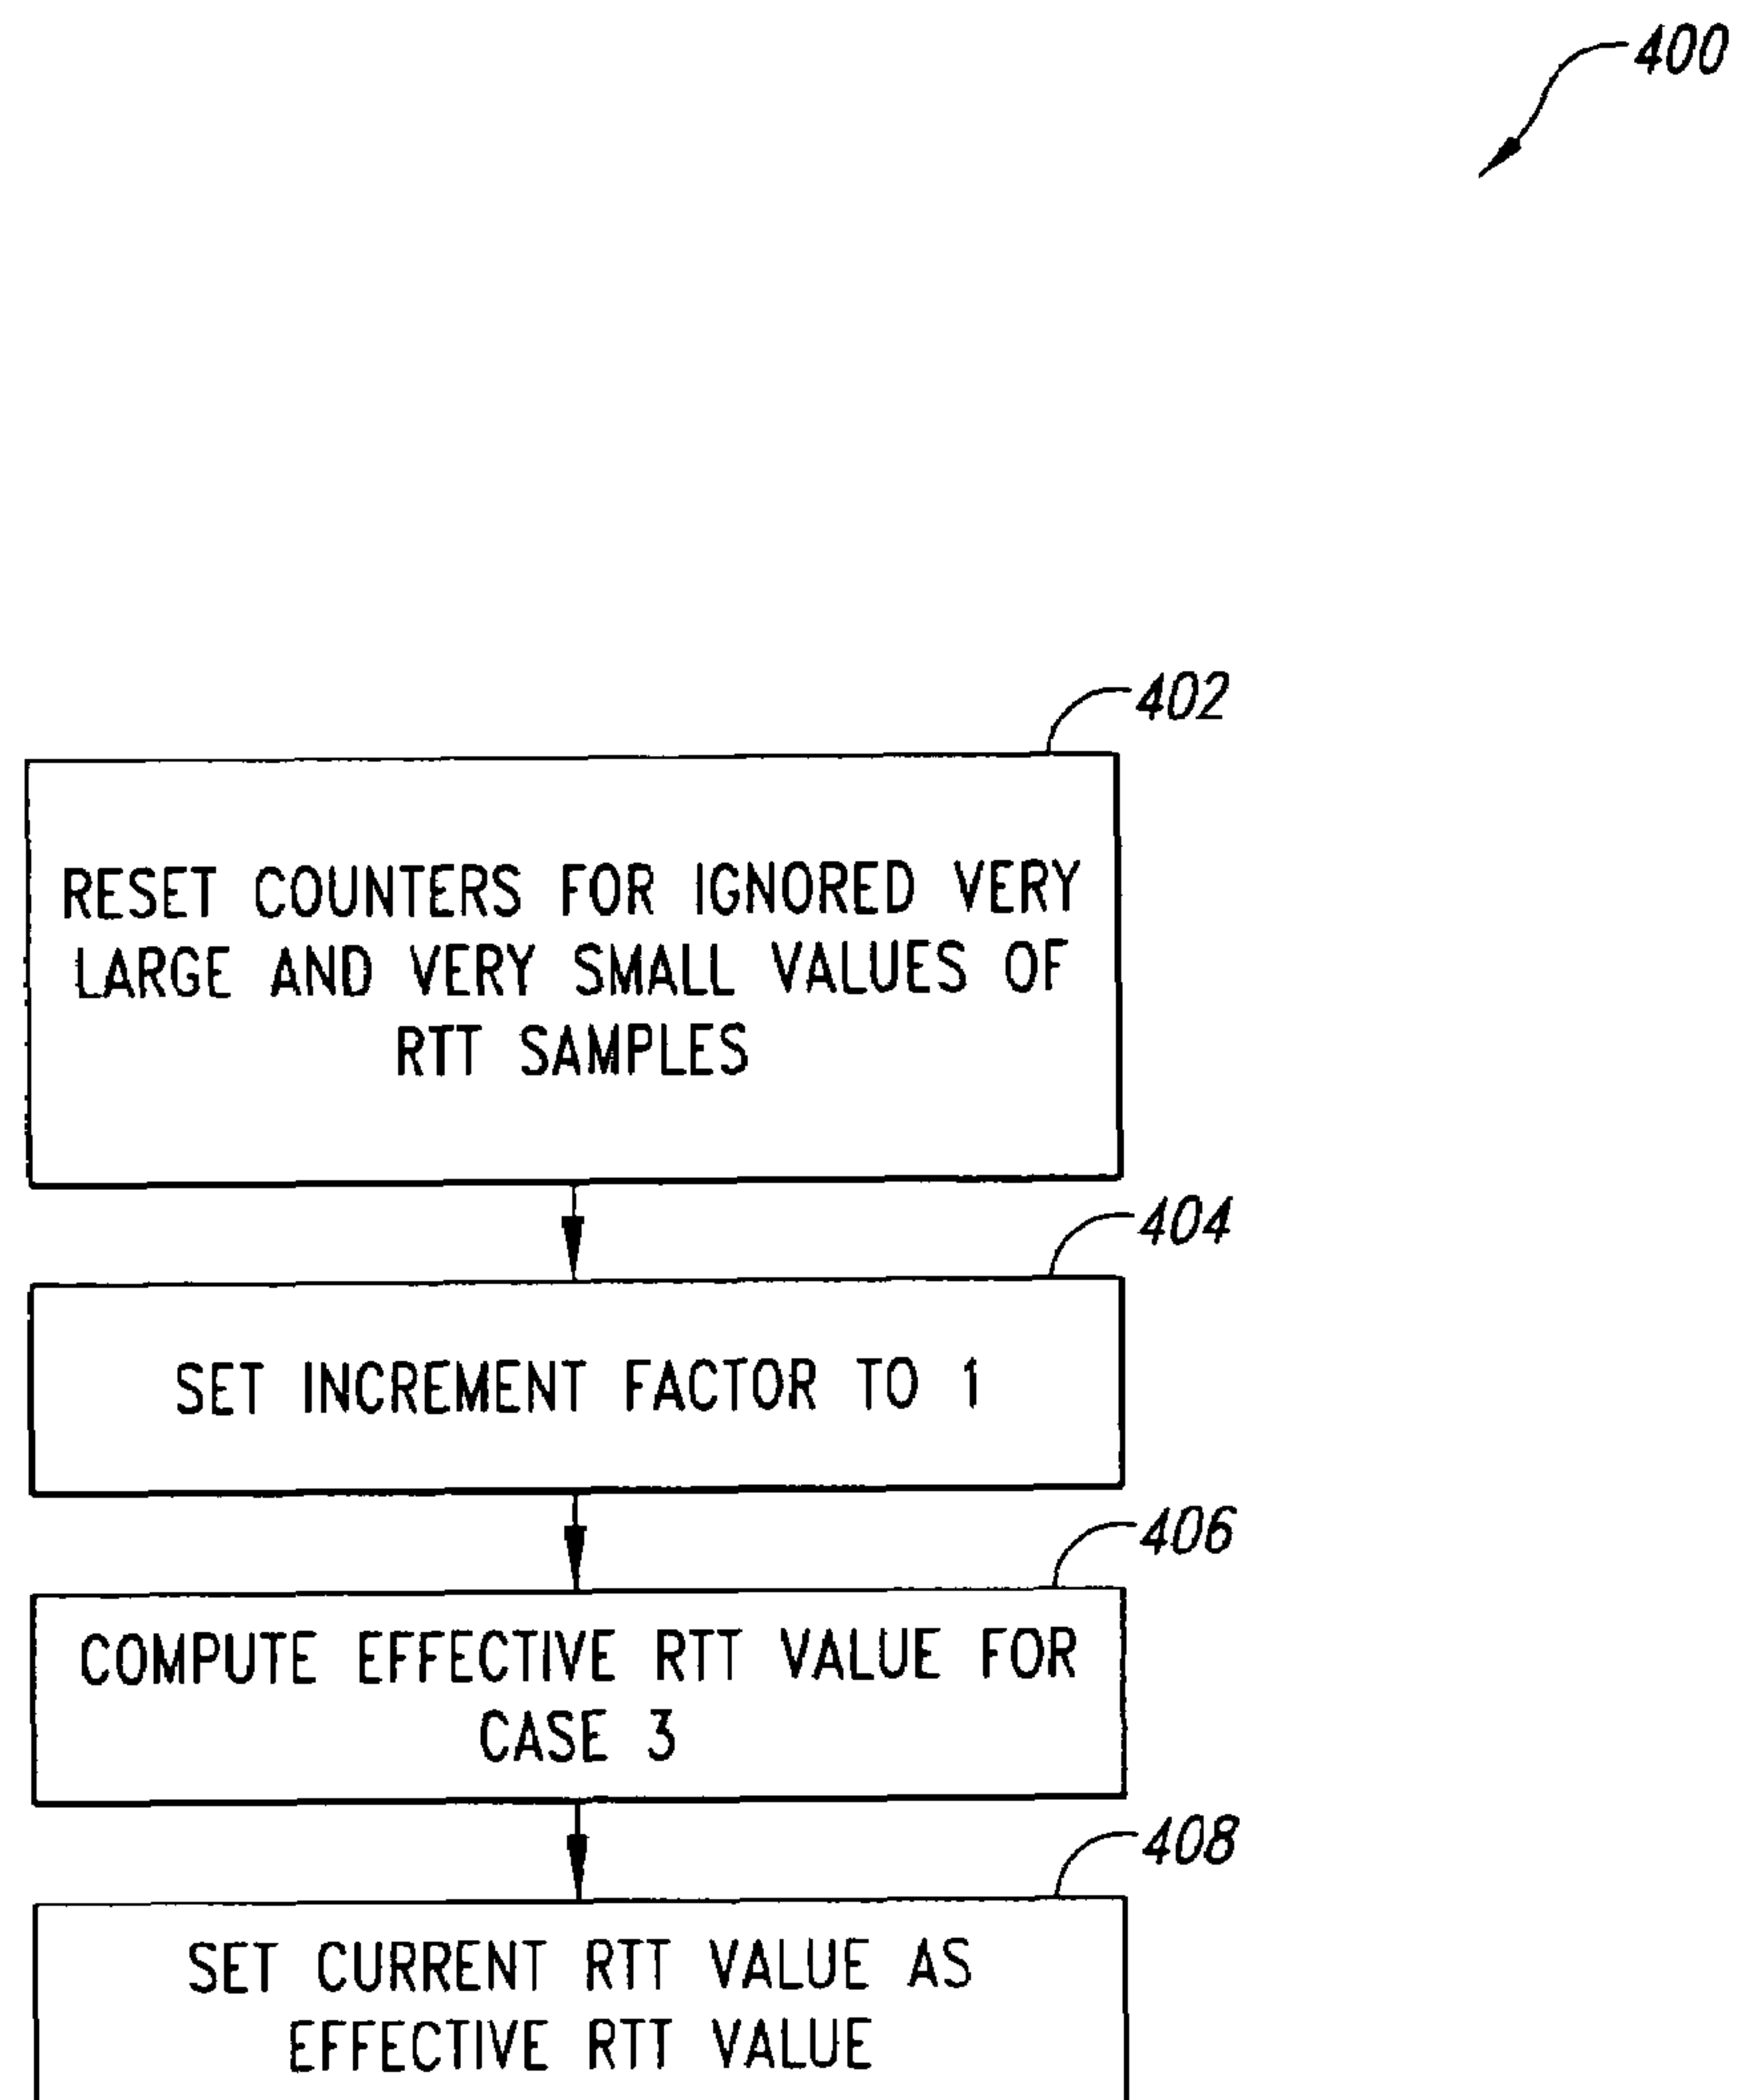 400
402
RESET COUNTERS FOR IGNORED VERY
LARGE AND VERY SMALL VALUES OF
RTT SAMPLES
404
SET INCREMENT FACTOR TO 1
406
COMPUTE EFFECTIVE RTT VALUE FOR
CASE 3
408
SET CURRENT RTT VALUE AS
EFFECTIVE RTT VALUE